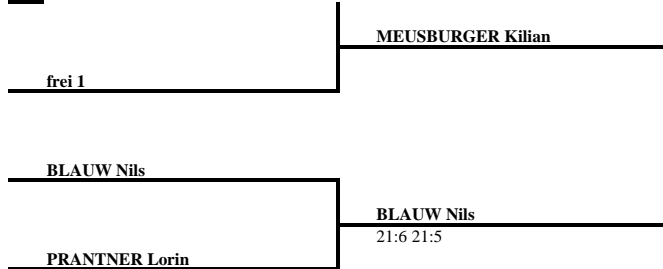 MEUSBURGER Kilian
frei 1
BLAUW Nils
BLAUW Nils
21:6 21:5
PRANTNER Lorin